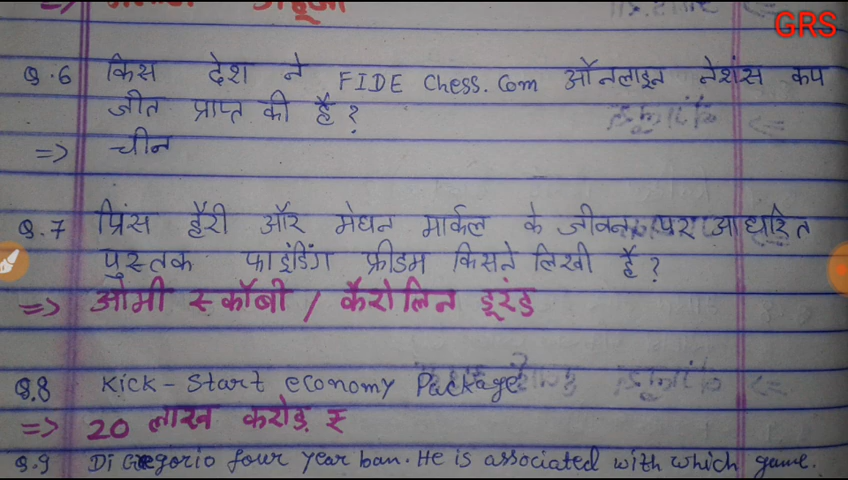 GRS
Q.6 किस देश ने FIDE Chess.Com ऑनलाइन नेशंस कप
जीत प्राप्त की है?
=> चीन
Q.7 प्रिंस हैरी और मेघन मार्कल के जीवन पर आधारित
पुस्तक फाइंडिंग फ्रीडम किसने लिखी है?
=> ओमी स्कॉबी / कैरोलिन डूरंड
Q.8 Kick-Start economy Package
=> 20 लाख करोड़ ₹
Q.9 Di Gregorio four year ban. He is associated with which game.